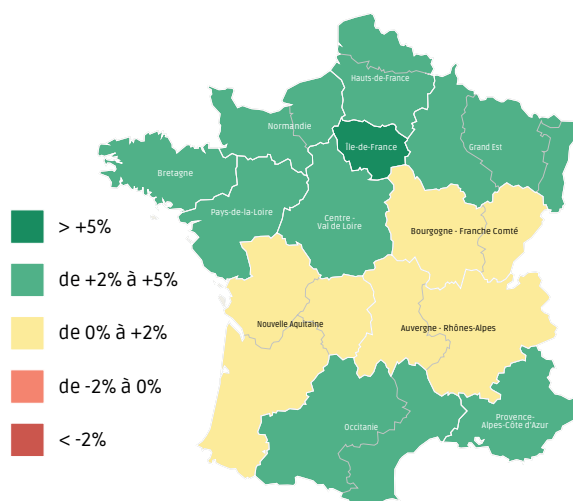 Hauts-de-France
Normandie
Île-de-France
Grand Est
Bretagne
Pays-de-la-Loire
Centre -
Val de Loire
Bourgogne - Franche Comté
Nouvelle Aquitaine
Auvergne - Rhônes-Alpes
Occitanie
Provence-
Alpes-Côte d'Azur
> +5%
de +2% à +5%
de 0% à +2%
de -2% à 0%
< -2%